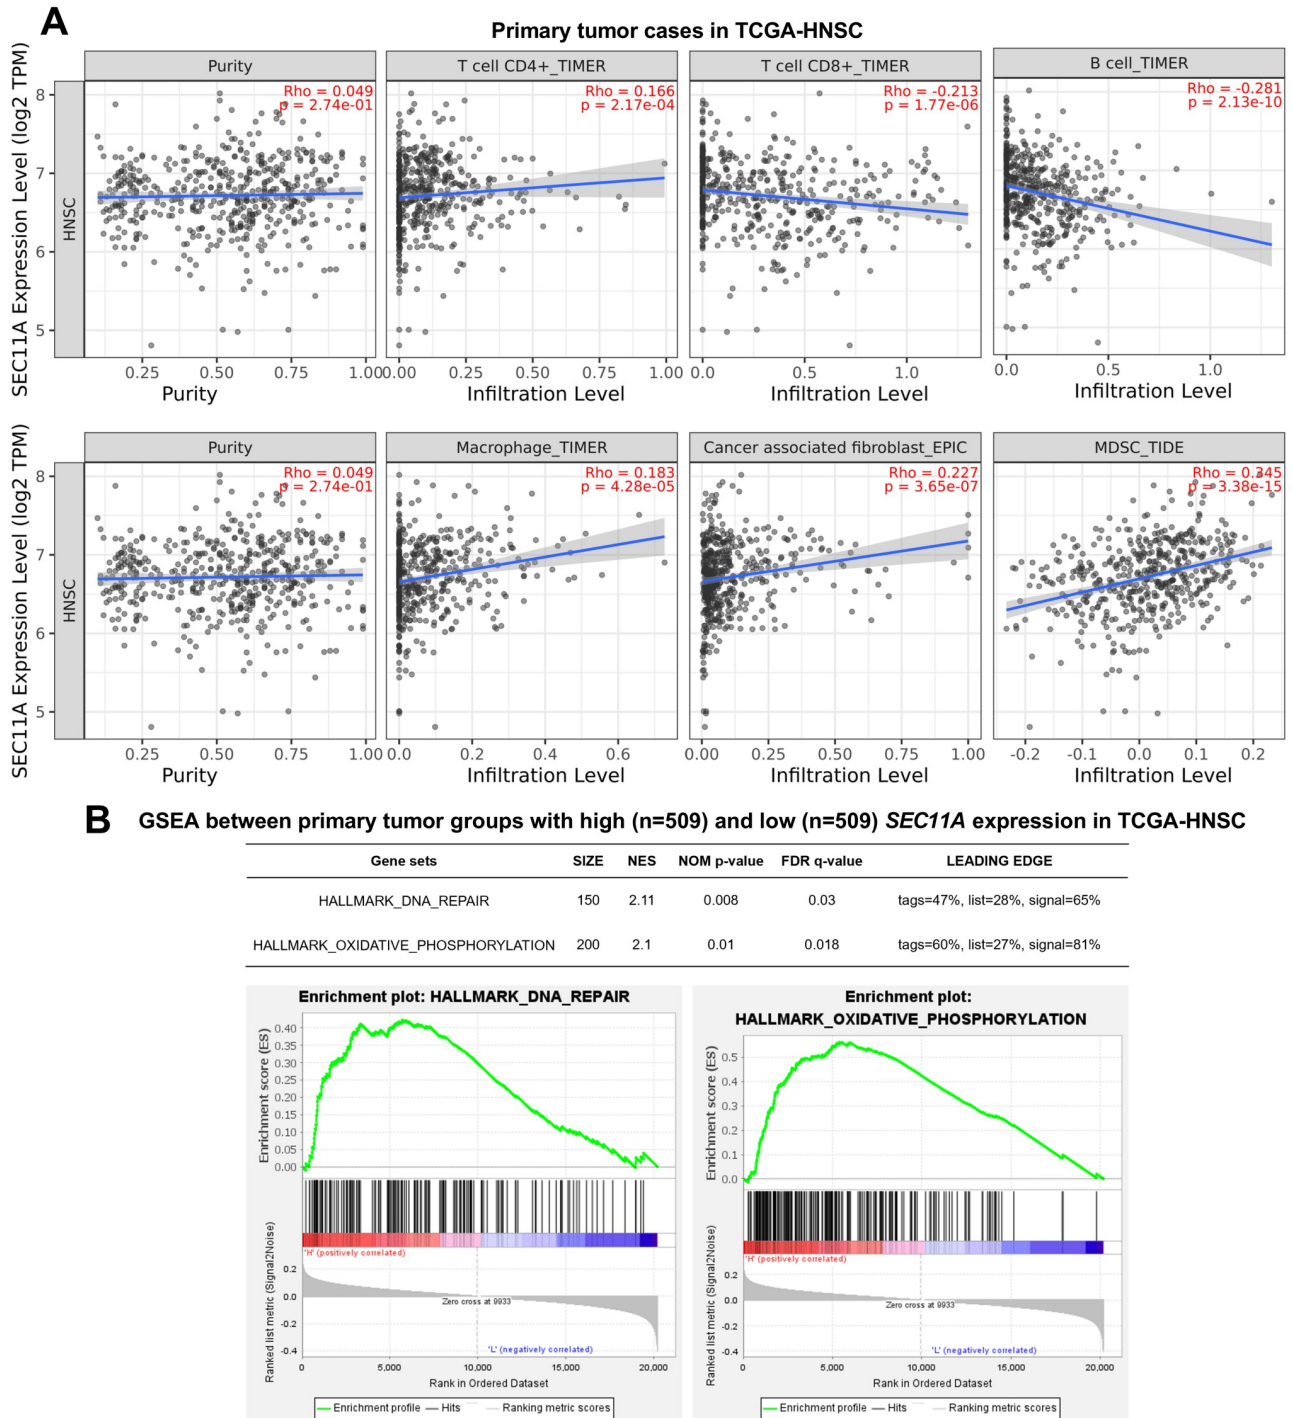 A
Primary tumor cases in TCGA-HNSC
SEC11A Expression Level (log2 TPM)
HNSC
Purity
Rho = 0.049
p = 2.74e-01
8
7
6
5
0.25 0.50 0.75 1.00
Purity
T cell CD4+_TIMER
Rho = 0.166
p = 2.17e-04
0.00 0.25 0.50 0.75 1.00
Infiltration Level
T cell CD8+_TIMER
Rho = -0.213
p = 1.77e-06
0.0 0.5 1.0
Infiltration Level
B cell_TIMER
Rho = -0.281
p = 2.13e-10
0.0 0.5 1.0
Infiltration Level
SEC11A Expression Level (log2 TPM)
HNSC
Purity
Rho = 0.049
p = 2.74e-01
8
7
6
5
0.25 0.50 0.75 1.00
Purity
Macrophage_TIMER
Rho = 0.183
p = 4.28e-05
0.0 0.2 0.4 0.6
Infiltration Level
Cancer associated fibroblast_EPIC
Rho = 0.227
p = 3.65e-07
0.00 0.25 0.50 0.75 1.00
Infiltration Level
MDSC_TIDE
Rho = 0.345
p = 3.38e-15
-0.2 -0.1 0.0 0.1 0.2
Infiltration Level
B
GSEA between primary tumor groups with high (n=509) and low (n=509) SEC11A expression in TCGA-HNSC
Gene sets SIZE NES NOM p-value FDR q-value LEADING EDGE
HALLMARK_DNA_REPAIR 150 2.11 0.008 0.03 tags=47%, list=28%, signal=65%
HALLMARK_OXIDATIVE_PHOSPHORYLATION 200 2.1 0.01 0.018 tags=60%, list=27%, signal=81%
Enrichment plot: HALLMARK_DNA_REPAIR
Enrichment score (ES)
0.40
0.35
0.30
0.25
0.20
0.15
0.10
0.05
0.00
'H' (positively correlated)
Ranked list metric (Signal2Noise)
0.2
0.0
-0.2
-0.4
Zero cross at 9933
'L' (negatively correlated)
0 5,000 10,000 15,000 20,000
Rank in Ordered Dataset
Enrichment profile Hits Ranking metric scores
Enrichment plot:
HALLMARK_OXIDATIVE_PHOSPHORYLATION
Enrichment score (ES)
0.5
0.4
0.3
0.2
0.1
0.0
'H' (positively correlated)
Ranked list metric (Signal2Noise)
0.2
0.0
-0.2
-0.4
Zero cross at 9933
'L' (negatively correlated)
0 5,000 10,000 15,000 20,000
Rank in Ordered Dataset
Enrichment profile Hits Ranking metric scores